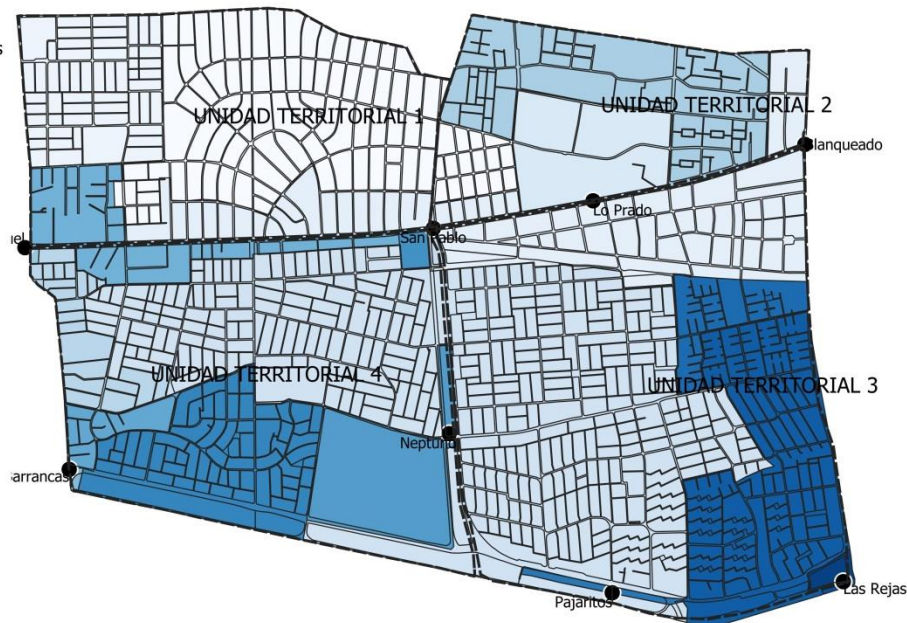 s
UNIDAD TERRITORIAL 1
UNIDAD TERRITORIAL 2
Blanqueado
Lo Prado
San Pablo
UNIDAD TERRITORIAL 4
UNIDAD TERRITORIAL 3
Neptuno
Barrancas
Las Rejas
Pajaritos